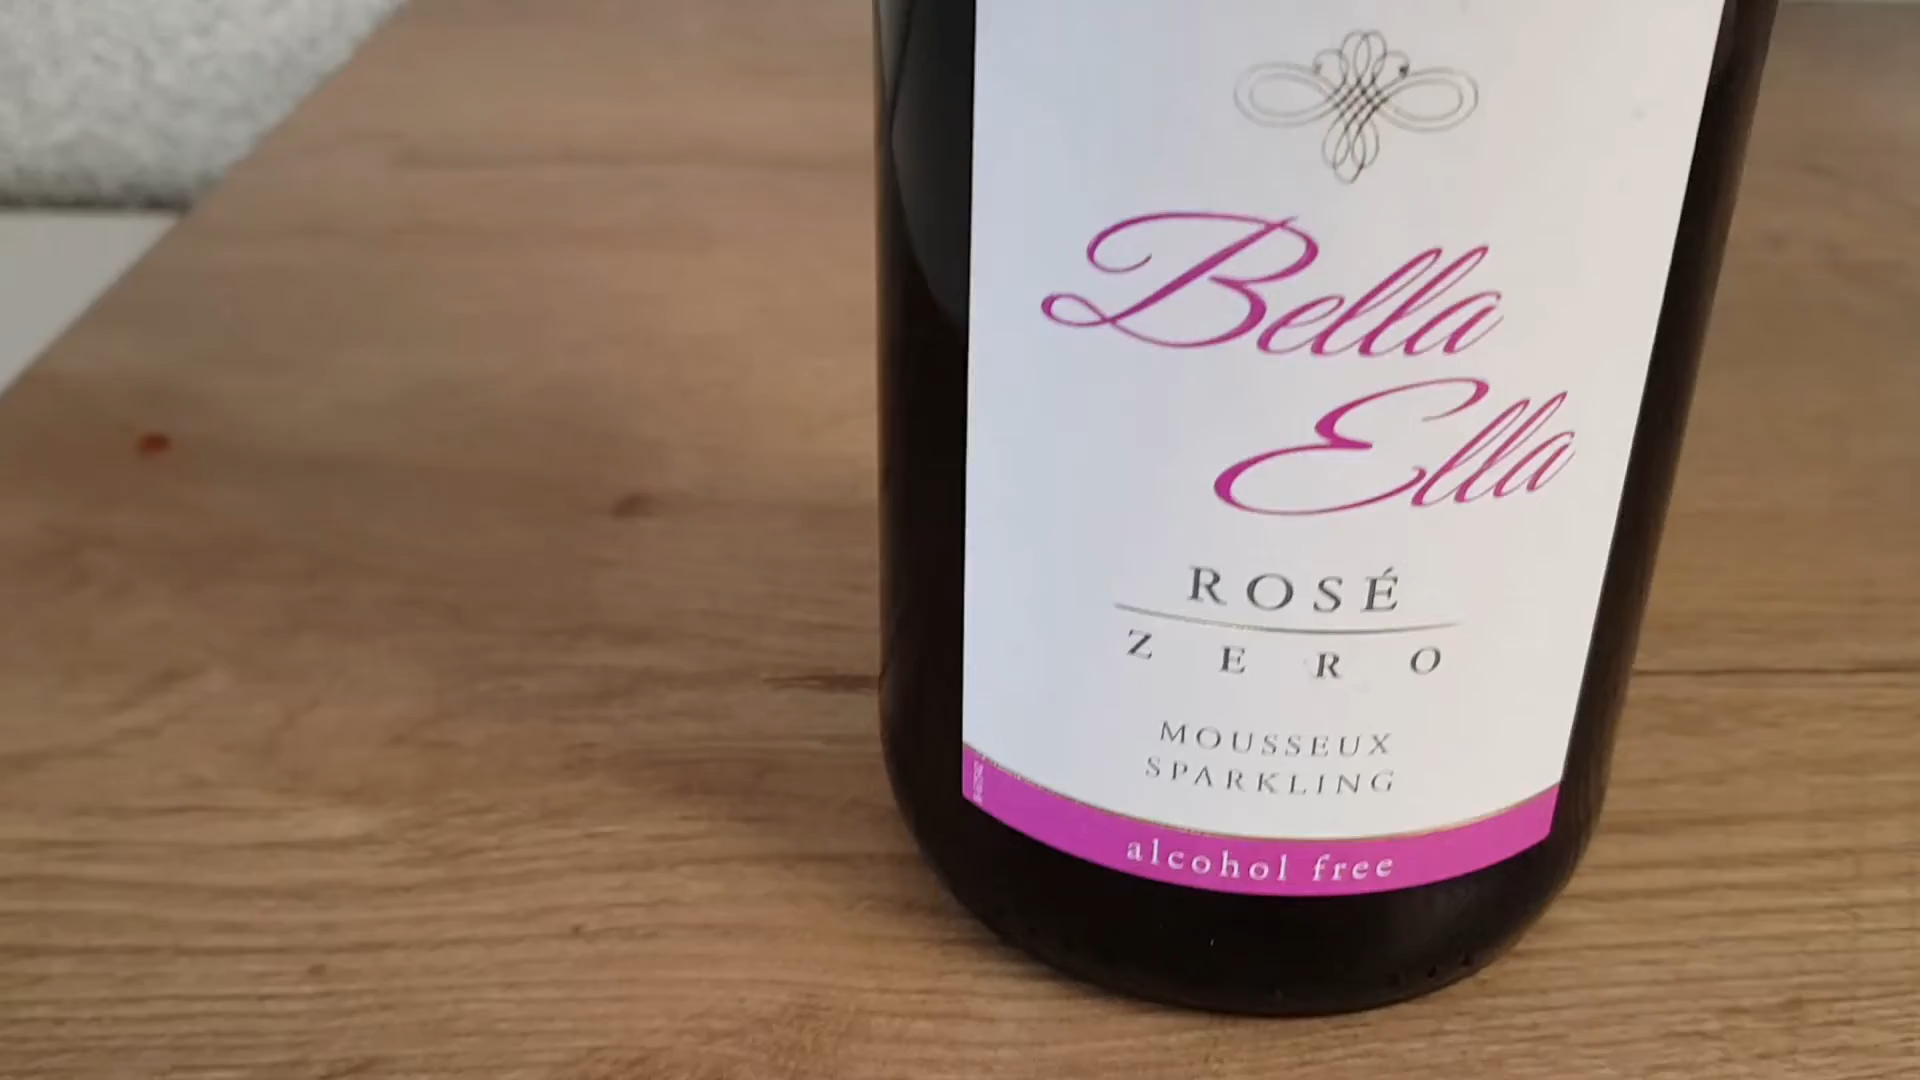 Bella
Ella
ROSÉ
ZERO
MOUSSEUX
SPARKLING
alcohol free